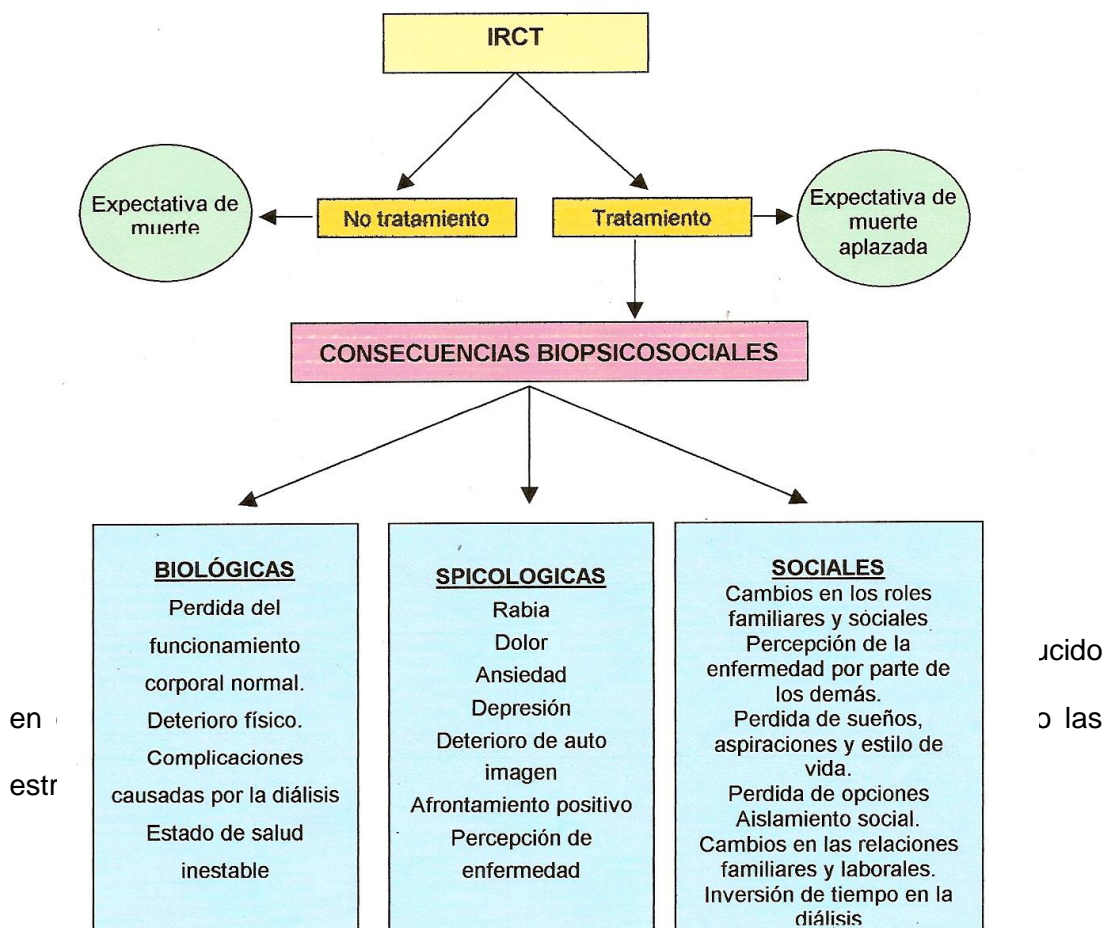 IRCT
Expectativa de
muerte
No tratamiento
Tratamiento
Expectativa de
muerte
aplazada
CONSECUENCIAS BIOPSICOSOCIALES
BIOLÓGICAS
Perdida del
funcionamiento
corporal normal.
Deterioro físico.
Complicaciones
causadas por la diálisis
Estado de salud
inestable
SPICOLOGICAS
Rabia
Dolor
Ansiedad
Depresión
Deterioro de auto
imagen
Afrontamiento positivo
Percepción de
enfermedad
SOCIALES
Cambios en los roles
familiares y sociales
Percepción de la
enfermedad por parte de
los demás.
Perdida de sueños,
aspiraciones y estilo de
vida.
Perdida de opciones
Aislamiento social.
Cambios en las relaciones
familiares y laborales.
Inversión de tiempo en la
diálisis
en
las